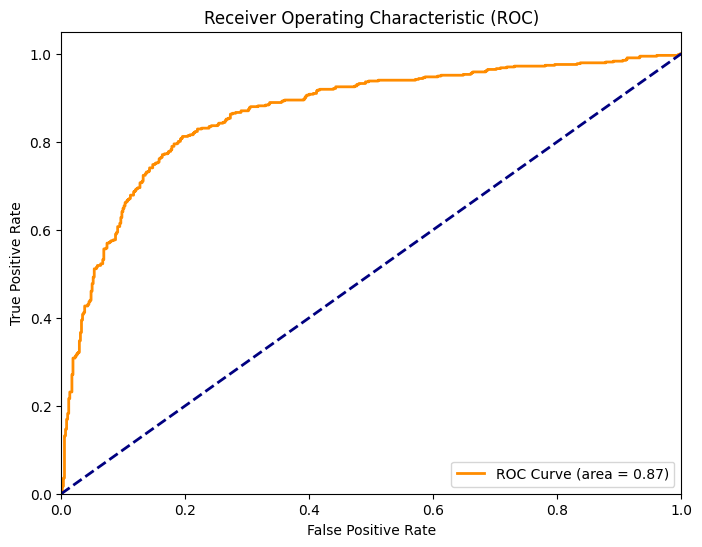 Receiver Operating Characteristic (ROC)
True Positive Rate
1.0
0.8
0.6
0.4
0.2
0.0
0.0 0.2 0.4 0.6 0.8 1.0
False Positive Rate
ROC Curve (area = 0.87)